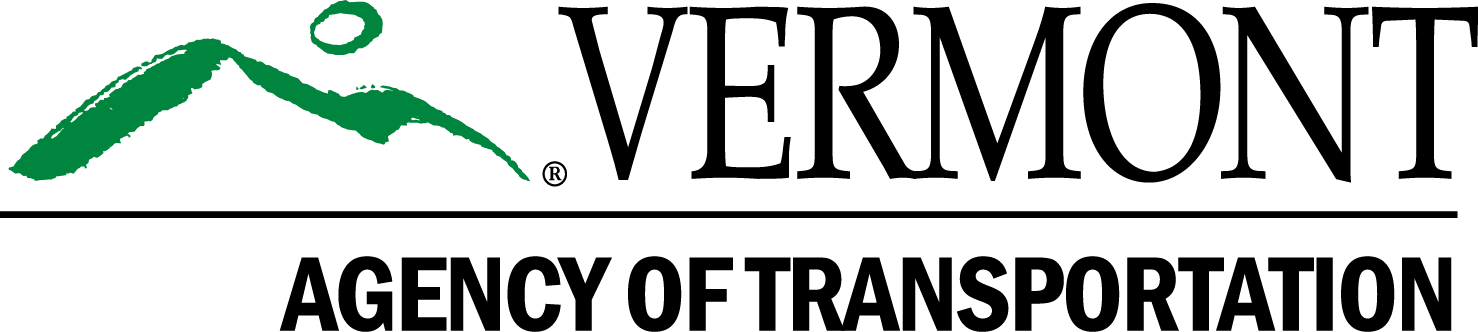 ® VERMONT
AGENCY OF TRANSPORTATION